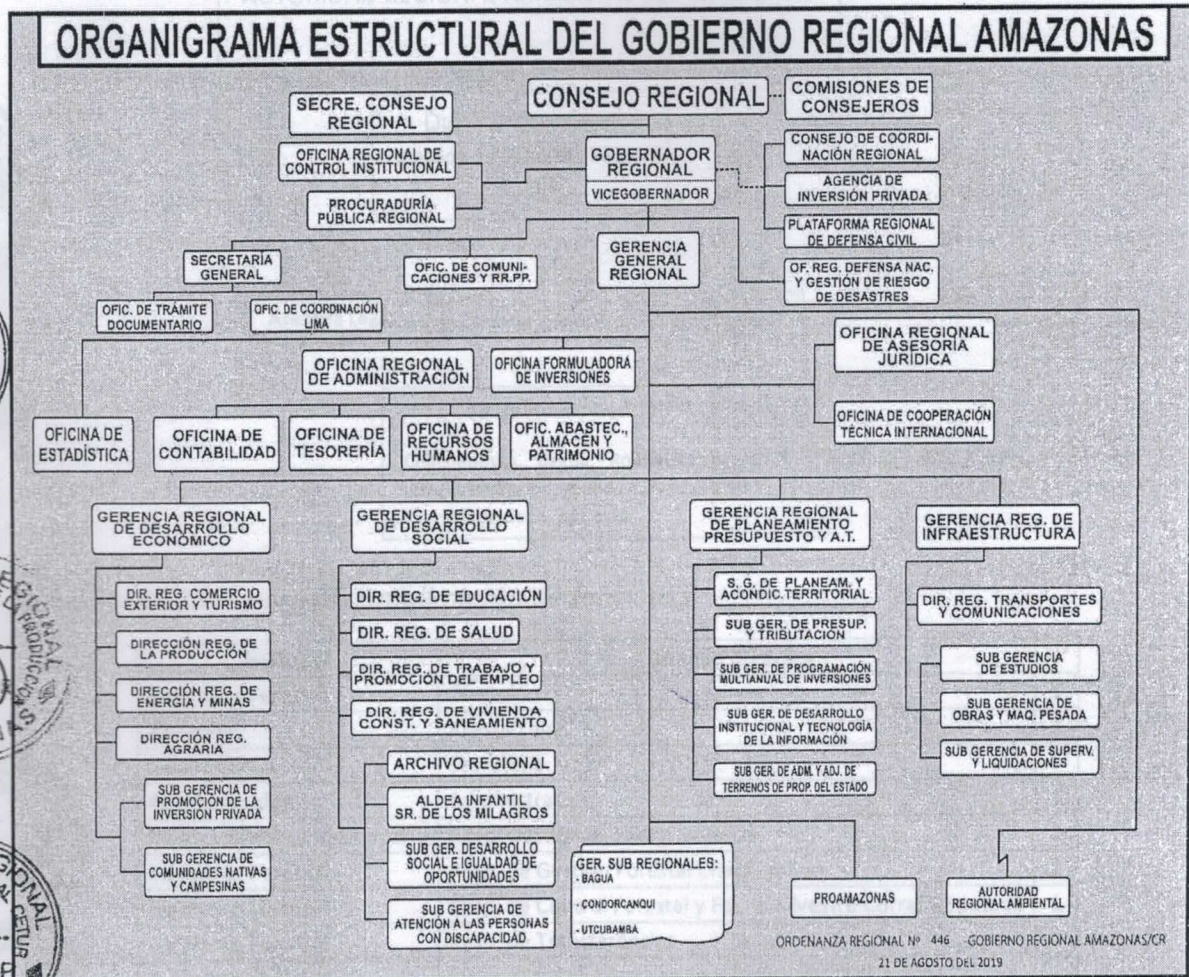 ORGANIGRAMA ESTRUCTURAL DEL GOBIERNO REGIONAL AMAZONAS
CONSEJO REGIONAL
COMISIONES DE
CONSEJEROS
SECRE. CONSEJO
REGIONAL
OFICINA REGIONAL DE
CONTROL INSTITUCIONAL
PROCURADURÍA
PÚBLICA REGIONAL
GOBERNADOR
REGIONAL
VICEGOBERNADOR
CONSEJO DE COORDI-
NACIÓN REGIONAL
AGENCIA DE
INVERSIÓN PRIVADA
PLATAFORMA REGIONAL
DE DEFENSA CIVIL
SECRETARÍA
GENERAL
OFIC. DE COMUNI-
CACIONES Y RR.PP.
GERENCIA
GENERAL
REGIONAL
OF. REG. DEFENSA NAC.
Y GESTIÓN DE RIESGO
DE DESASTRES
OFIC. DE TRÁMITE
DOCUMENTARIO
OFIC. DE COORDINACIÓN
LIMA
OFICINA REGIONAL
DE ADMINISTRACIÓN
OFICINA FORMULADORA
DE INVERSIONES
OFICINA REGIONAL
DE ASESORÍA
JURÍDICA
OFICINA DE COOPERACIÓN
TÉCNICA INTERNACIONAL
OFICINA DE
ESTADÍSTICA
OFICINA DE
CONTABILIDAD
OFICINA DE
TESORERÍA
OFICINA DE
RECURSOS
HUMANOS
OFIC. ABASTEC.,
ALMACÉN Y
PATRIMONIO
GERENCIA REGIONAL
DE DESARROLLO
ECONÓMICO
DIR. REG. COMERCIO
EXTERIOR Y TURISMO
DIRECCIÓN REG. DE
LA PRODUCCIÓN
DIRECCIÓN REG. DE
ENERGÍA Y MINAS
DIRECCIÓN REG.
AGRARIA
SUB GERENCIA DE
PROMOCIÓN DE LA
INVERSIÓN PRIVADA
SUB GERENCIA DE
COMUNIDADES NATIVAS
Y CAMPESINAS
GERENCIA REGIONAL
DE DESARROLLO
SOCIAL
DIR. REG. DE EDUCACIÓN
DIR. REG. DE SALUD
DIR. REG. DE TRABAJO Y
PROMOCIÓN DEL EMPLEO
DIR. REG. DE VIVIENDA
CONST. Y SANEAMIENTO
ARCHIVO REGIONAL
ALDEA INFANTIL
SR. DE LOS MILAGROS
SUB GER. DESARROLLO
SOCIAL E IGUALDAD DE
OPORTUNIDADES
SUB GERENCIA DE
ATENCIÓN A LAS PERSONAS
CON DISCAPACIDAD
GERENCIA REGIONAL
DE PLANEAMIENTO
PRESUPUESTO Y A.T.
S. G. DE PLANEAM. Y
ACONDIC. TERRITORIAL
SUB GER. DE PRESUP.
Y TRIBUTACIÓN
SUB GER. DE PROGRAMACIÓN
MULTIANUAL DE INVERSIONES
SUB GER. DE DESARROLLO
INSTITUCIONAL Y TECNOLOGÍA
DE LA INFORMACIÓN
SUB GER. DE ADM. Y ADJ. DE
TERRENOS DE PROP. DEL ESTADO
GERENCIA REG. DE
INFRAESTRUCTURA
DIR. REG. TRANSPORTES
Y COMUNICACIONES
SUB GERENCIA
DE ESTUDIOS
SUB GERENCIA DE
OBRAS Y MAQ. PESADA
SUB GERENCIA DE SUPERV.
Y LIQUIDACIONES
GER. SUB REGIONALES:
- BAGUA
- CONDORCANQUI
- UTCUBAMBA
PROAMAZONAS
AUTORIDAD
REGIONAL AMBIENTAL
ORDENANZA REGIONAL Nº 446 -GOBIERNO REGIONAL AMAZONAS/CR
21 DE AGOSTO DEL 2019